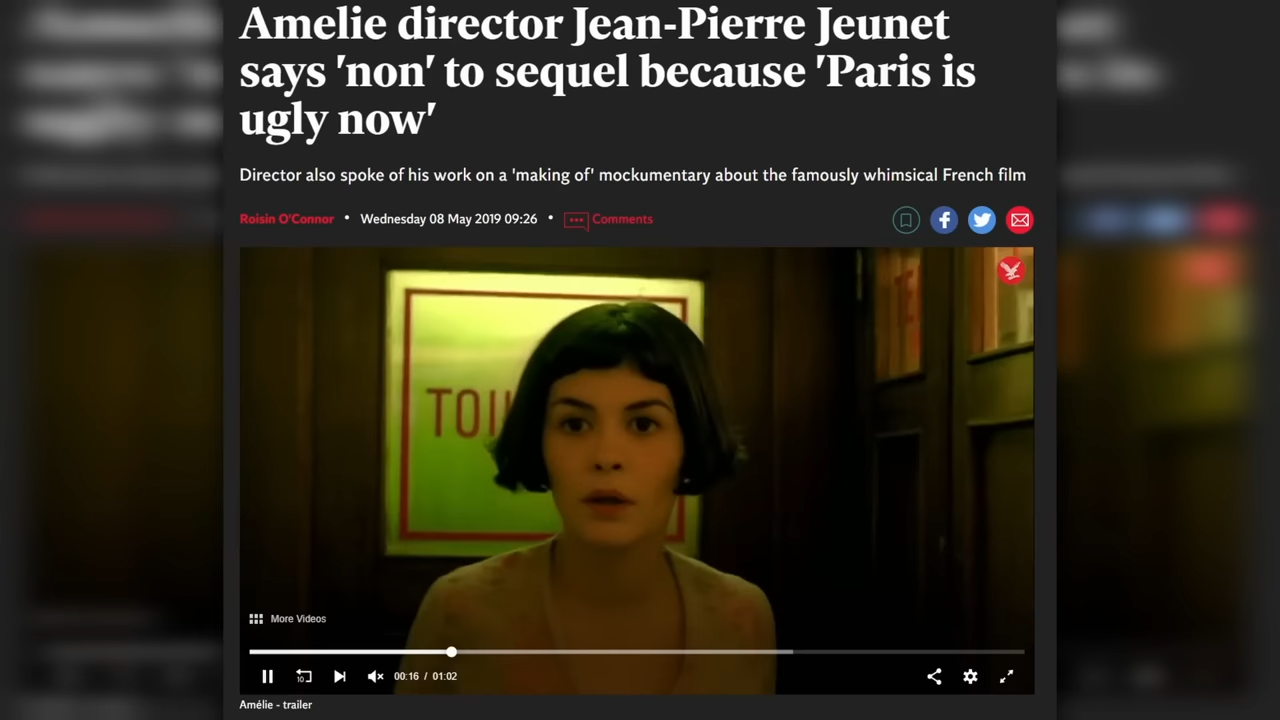 Amelie director Jean-Pierre Jeunet
says 'non' to sequel because 'Paris is
ugly now'
Director also spoke of his work on a 'making of' mockumentary about the famously whimsical French film
Roisin O'Connor • Wednesday 08 May 2019 09:26 • Comments
TOI
More Videos
10 00:16 / 01:02
Amélie - trailer